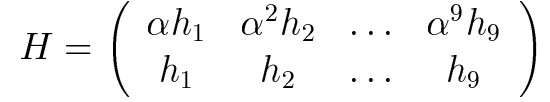 H = ( αh₁ α²h₂ … α⁹h₉
h₁ h₂ … h₉ )